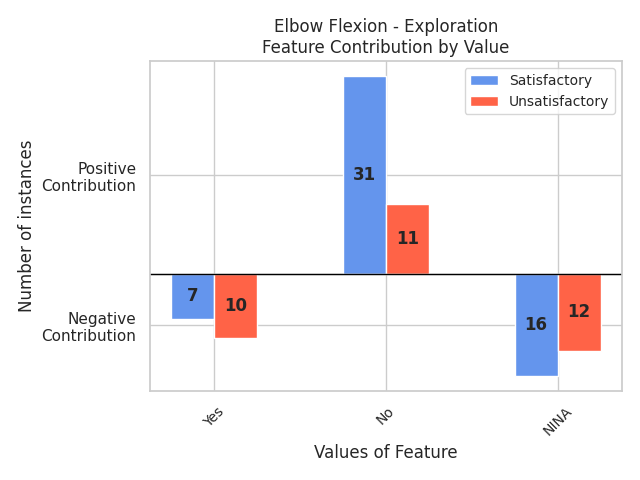 Elbow Flexion - Exploration
Feature Contribution by Value
Satisfactory
Unsatisfactory
Number of instances
Positive
Contribution
Negative
Contribution
31
11
7
10
16
12
Yes
No
NINA
Values of Feature